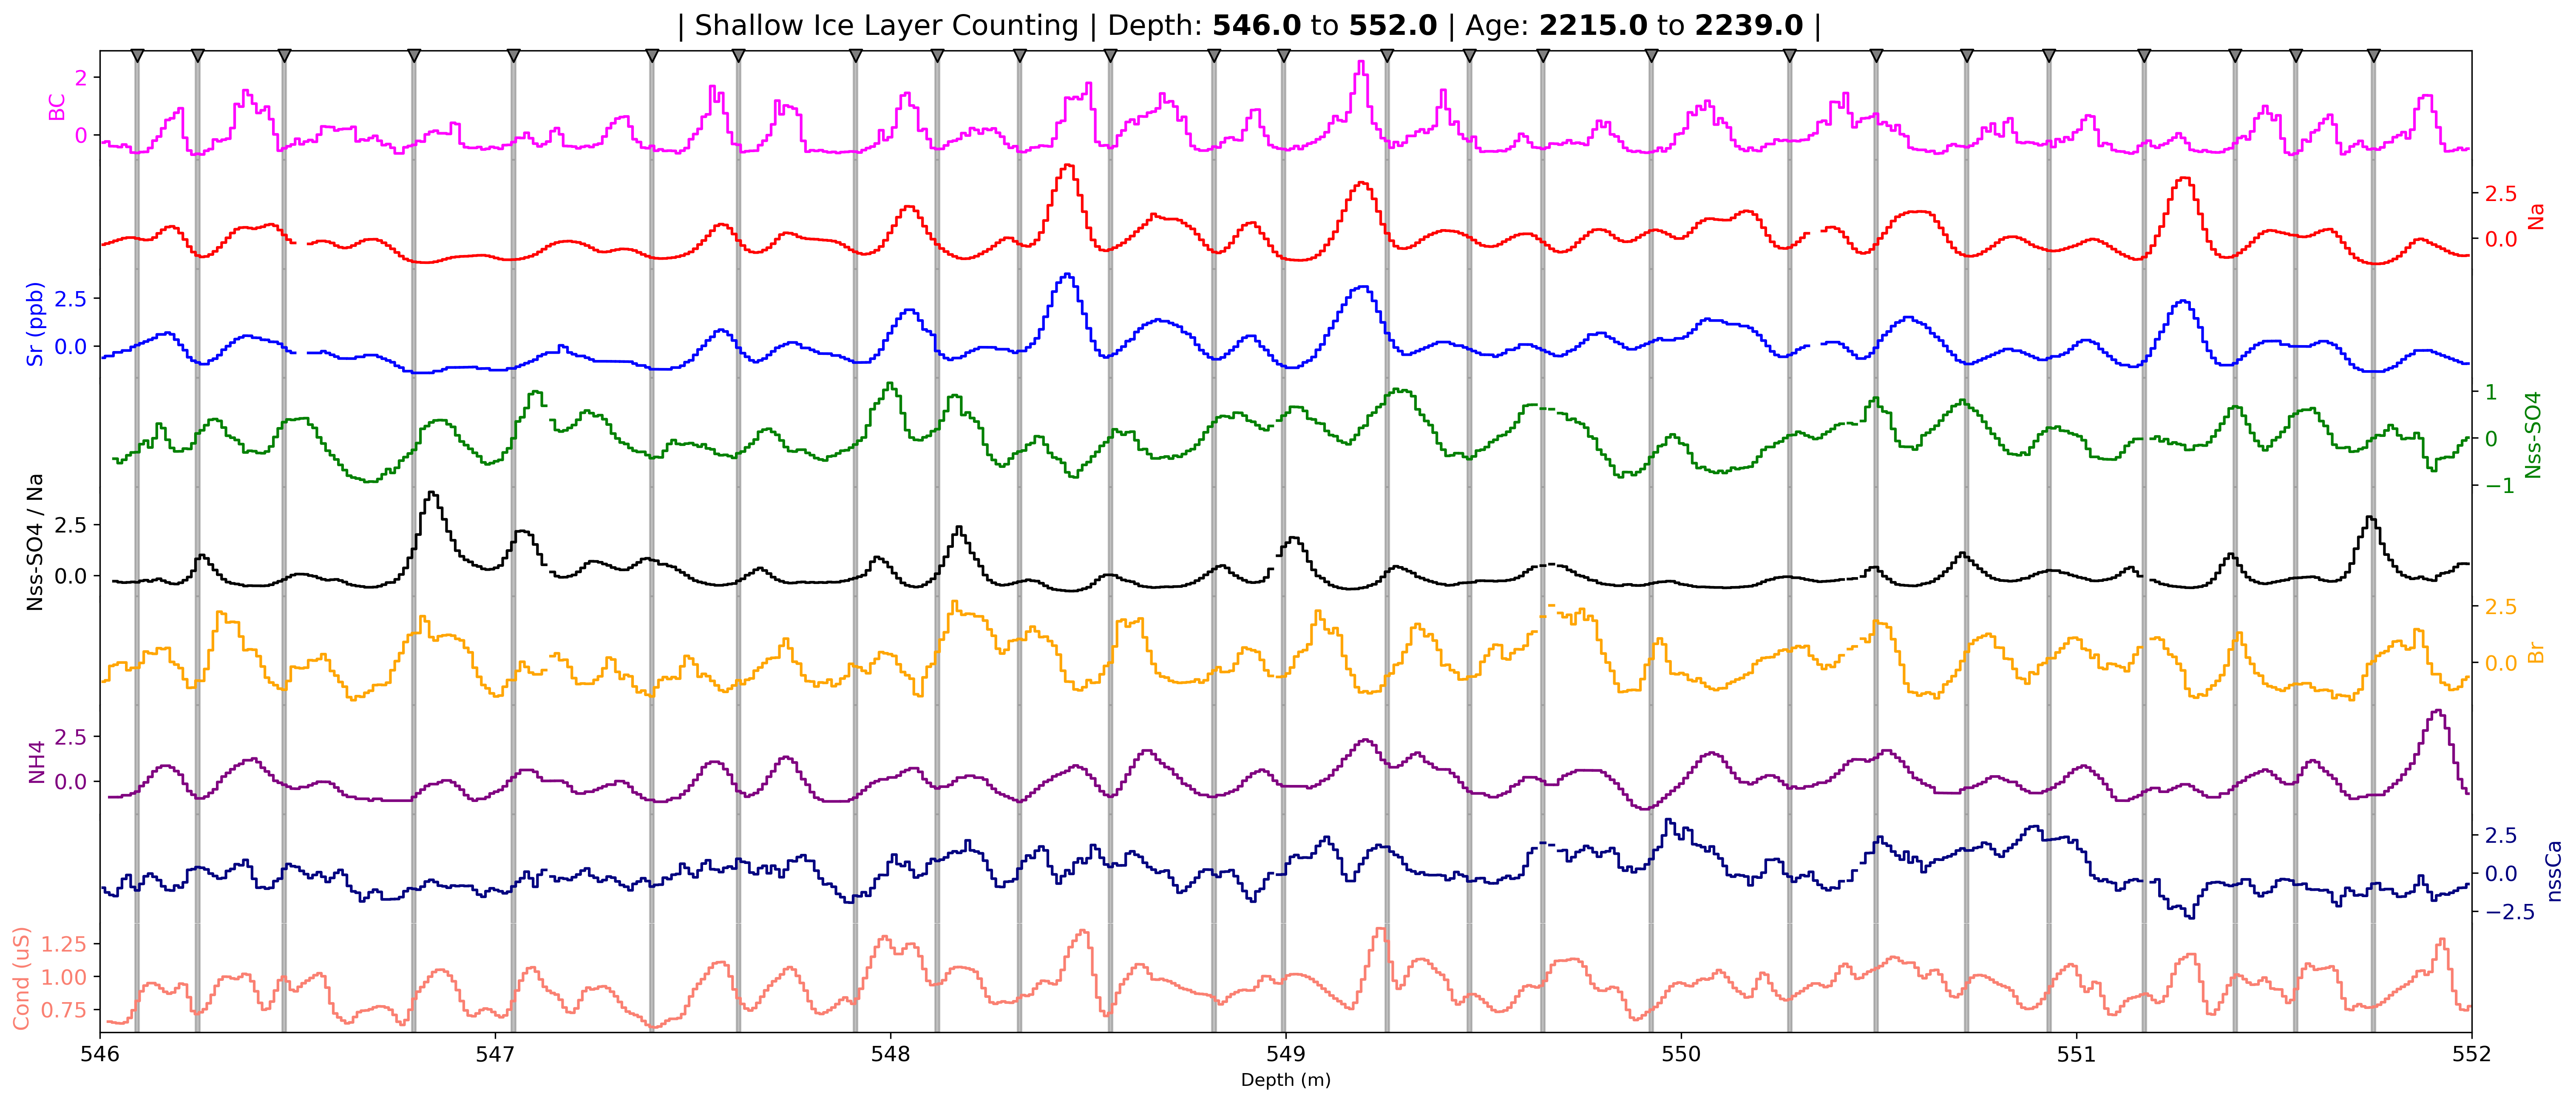 | Shallow Ice Layer Counting | Depth: 546.0 to 552.0 | Age: 2215.0 to 2239.0 |
BC
2
0
2.5
0.0
Na
Sr (ppb)
2.5
0.0
1
0
−1
Nss-SO4
Nss-SO4 / Na
2.5
0.0
2.5
0.0
Br
NH4
2.5
0.0
2.5
0.0
−2.5
nssCa
Cond (uS)
1.25
1.00
0.75
546 547 548 549 550 551 552
Depth (m)